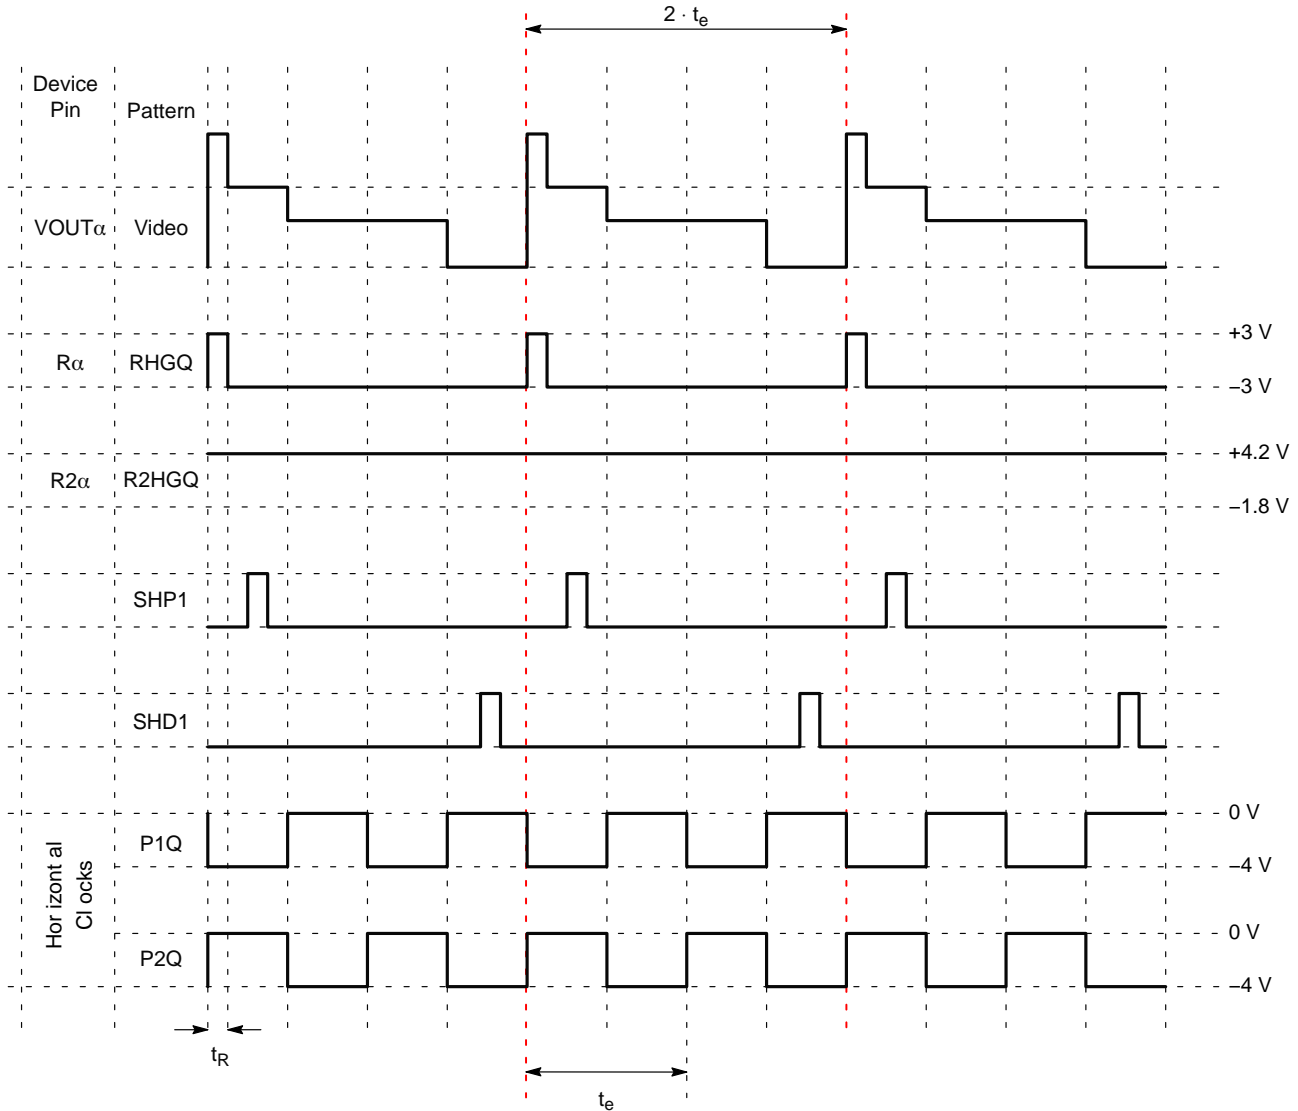 2 · te
Device
Pin
Pattern
VOUTα
Video
+3 V
Rα
RHGQ
−3 V
+4.2 V
R2α
R2HGQ
−1.8 V
SHP1
SHD1
0 V
P1Q
−4 V
Hor izont al
Cl ocks
0 V
P2Q
−4 V
tR
te